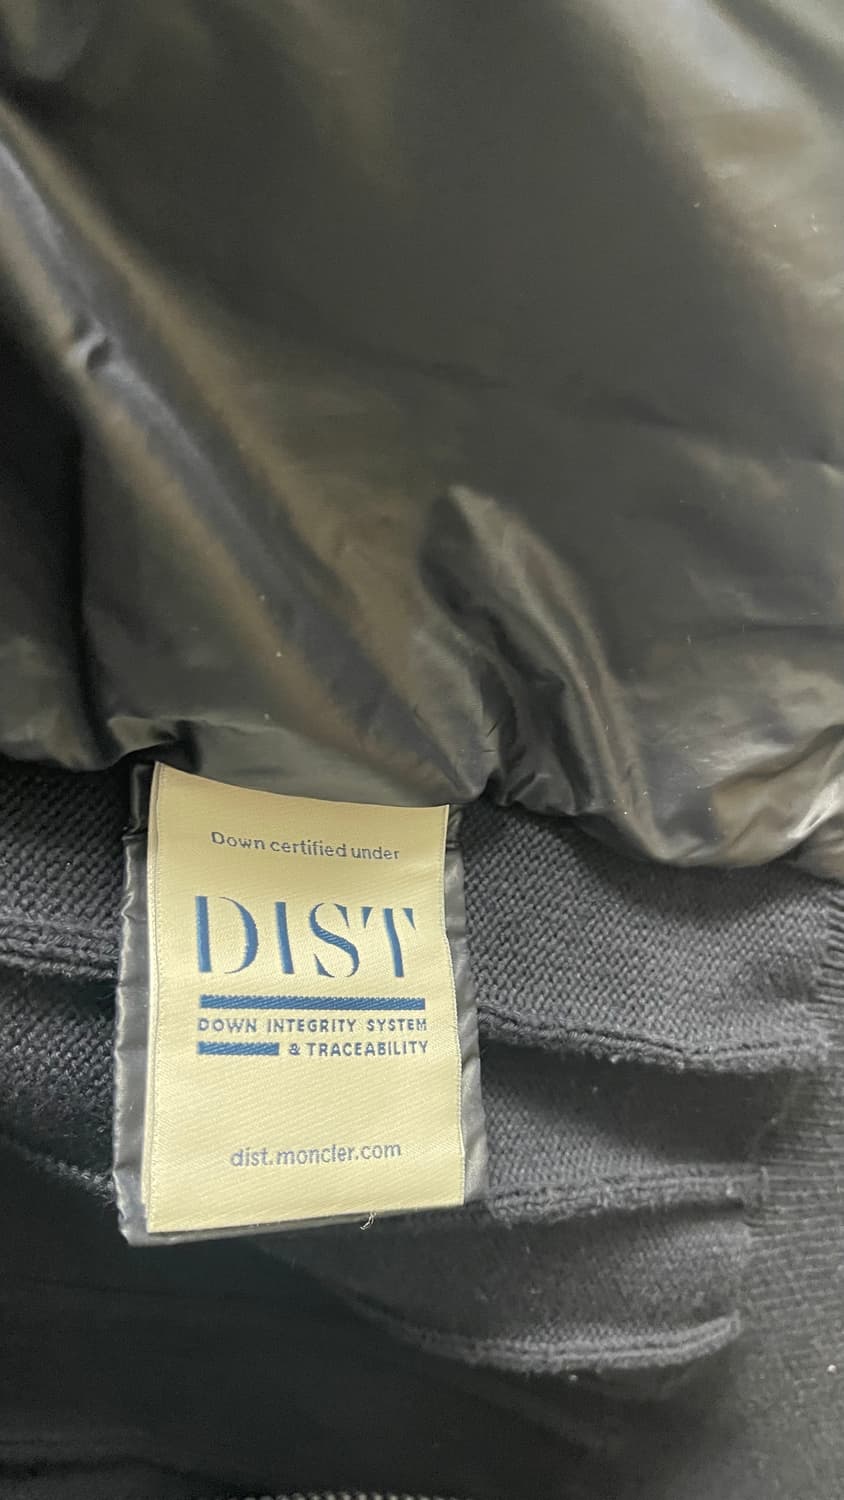 Down certified under
DIST
DOWN INTEGRITY SYSTEM
& TRACEABILITY
dist.moncler.com